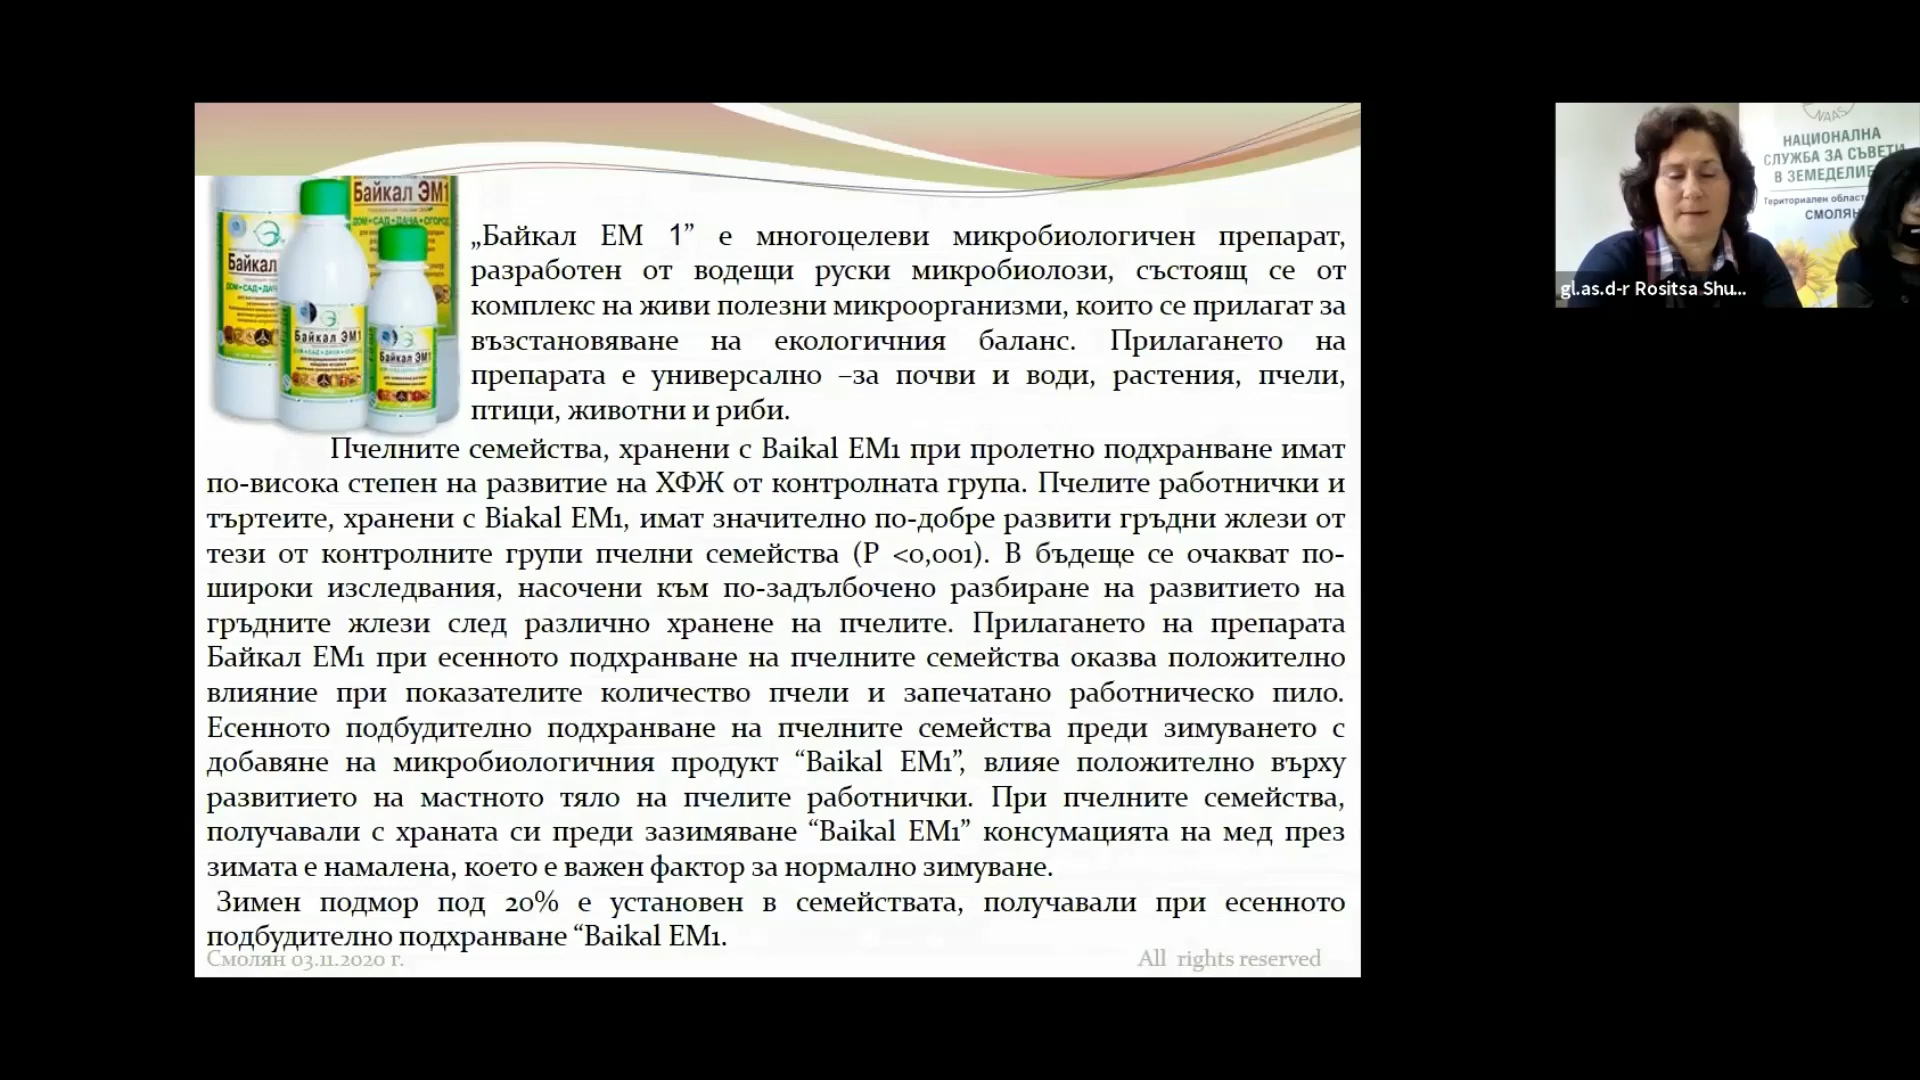 Байкал ЭМ1
ДОМ•САД•ДАЧА•ОГОРОД
Байкал
Байкал ЭМ1
Байкал ЭМ1
„Байкал ЕМ 1” е многоцелеви микробиологичен препарат,
разработен от водещи руски микробиолози, състоящ се от
комплекс на живи полезни микроорганизми, които се прилагат за
възстановяване на екологичния баланс. Прилагането на
препарата е универсално –за почви и води, растения, пчели,
птици, животни и риби.
Пчелните семейства, хранени с Baikal EM1 при пролетно подхранване имат
по-висока степен на развитие на ХФЖ от контролната група. Пчелите работнички и
търтеите, хранени с Biakal EM1, имат значително по-добре развити гръдни жлези от
тези от контролните групи пчелни семейства (P <0,001). В бъдеще се очакват по-
широки изследвания, насочени към по-задълбочено разбиране на развитието на
гръдните жлези след различно хранене на пчелите. Прилагането на препарата
Байкал ЕМ1 при есенното подхранване на пчелните семейства оказва положително
влияние при показателите количество пчели и запечатано работническо пило.
Есенното подбудително подхранване на пчелните семейства преди зимуването с
добавяне на микробиологичния продукт “Baikal EM1”, влияе положително върху
развитието на мастното тяло на пчелите работнички. При пчелните семейства,
получавали с храната си преди зазимяване “Baikal EM1” консумацията на мед през
зимата е намалена, което е важен фактор за нормално зимуване.
Зимен подмор под 20% е установен в семействата, получавали при есенното
подбудително подхранване “Baikal EM1.
Смолян 03.11.2020 г.
All rights reserved
NAAS
НАЦИОНАЛНА
СЛУЖБА ЗА СЪВЕТИ
В ЗЕМЕДЕЛИЕ
Териториален област
СМОЛЯН
gl.as.d-r Rositsa Shu...